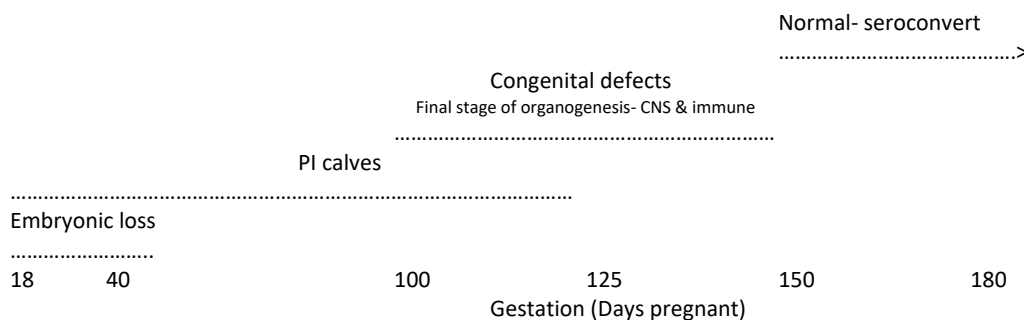 Normal- seroconvert
…………………………………….>
Congenital defects
Final stage of organogenesis- CNS & immune
……………………………………………………………
PI calves
…………………………………………………………………………………………
Embryonic loss
……………………..
18 40 100 125 150 180
Gestation (Days pregnant)